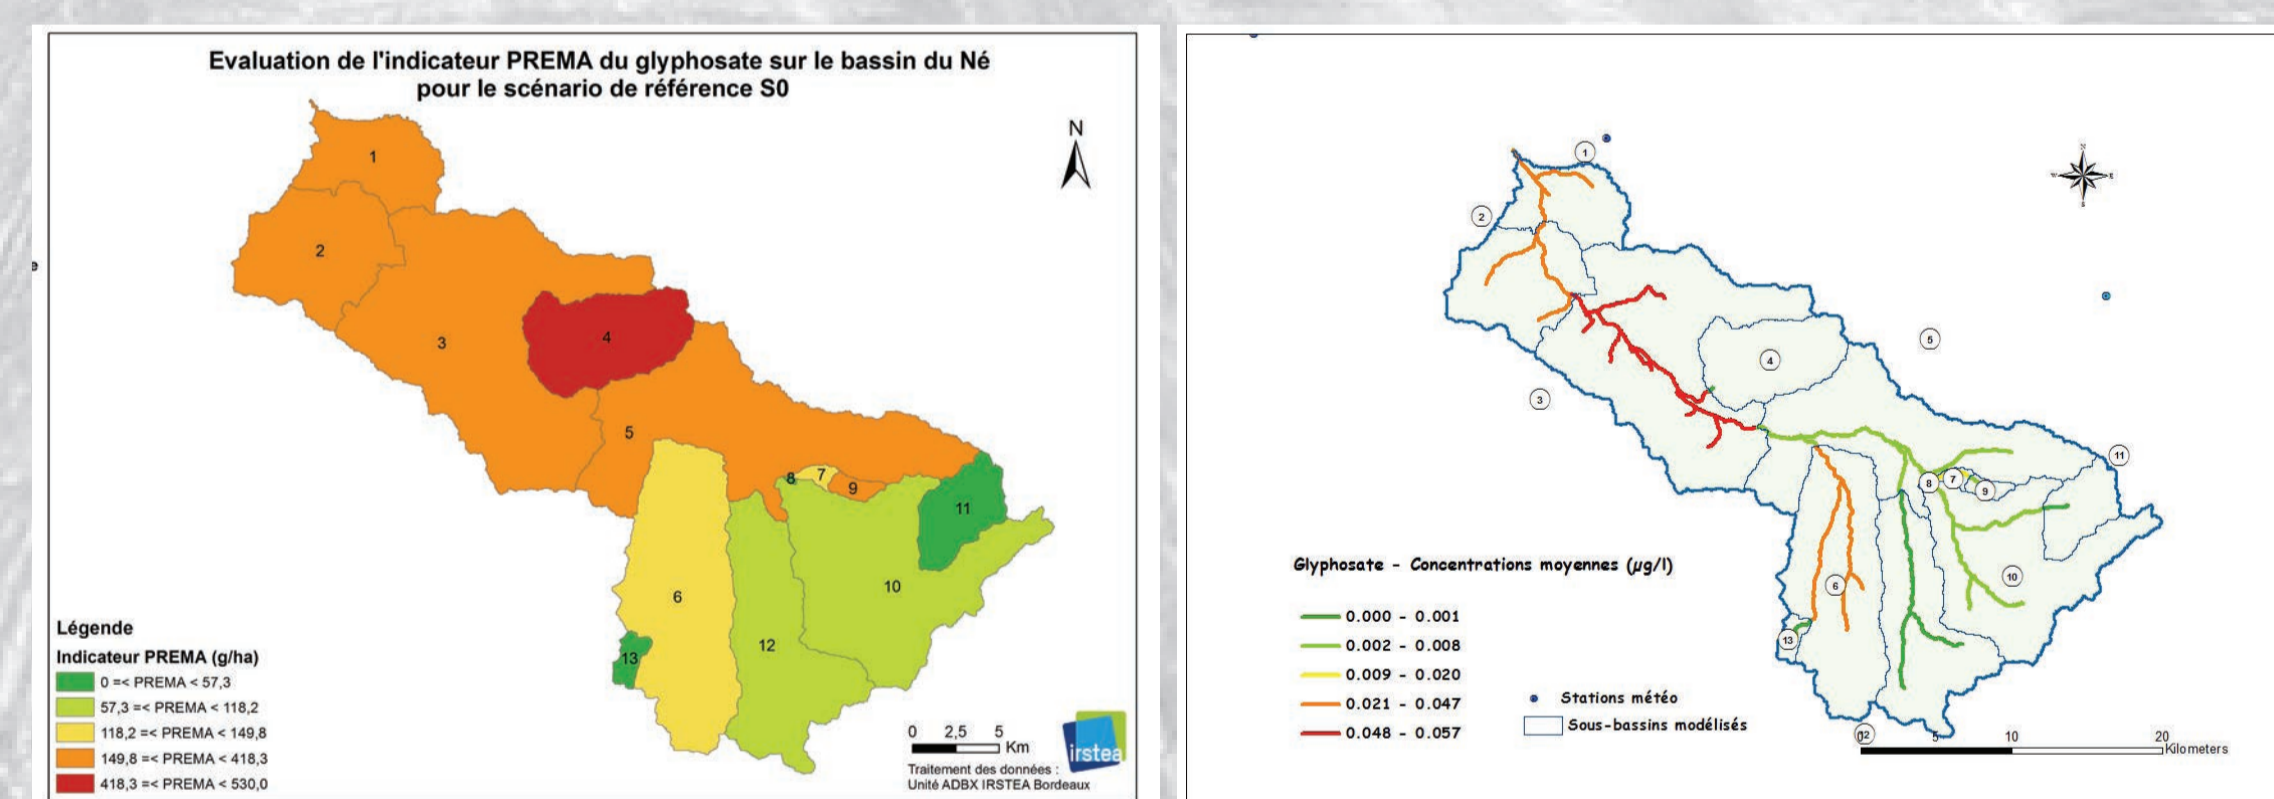 Evaluation de l'indicateur PREMA du glyphosate sur le bassin du Né
pour le scénario de référence S0
N
1
2
3
4
5
8
7
9
11
6
10
12
13
Légende
Indicateur PREMA (g/ha)
0 =< PREMA < 57,3
57,3 =< PREMA < 118,2
118,2 =< PREMA < 149,8
149,8 =< PREMA < 418,3
418,3 =< PREMA < 530,0
0 2,5 5
Km
irstea
Traitement des données :
Unité ADBX IRSTEA Bordeaux
e
1
2
N
W E
S
5
4
3
11
8
7
9
10
6
13
Glyphosate - Concentrations moyennes (µg/l)
0.000 - 0.001
0.002 - 0.008
0.009 - 0.020
0.021 - 0.047
0.048 - 0.057
Stations météo
Sous-bassins modélisés
5 10 20
Kilometers